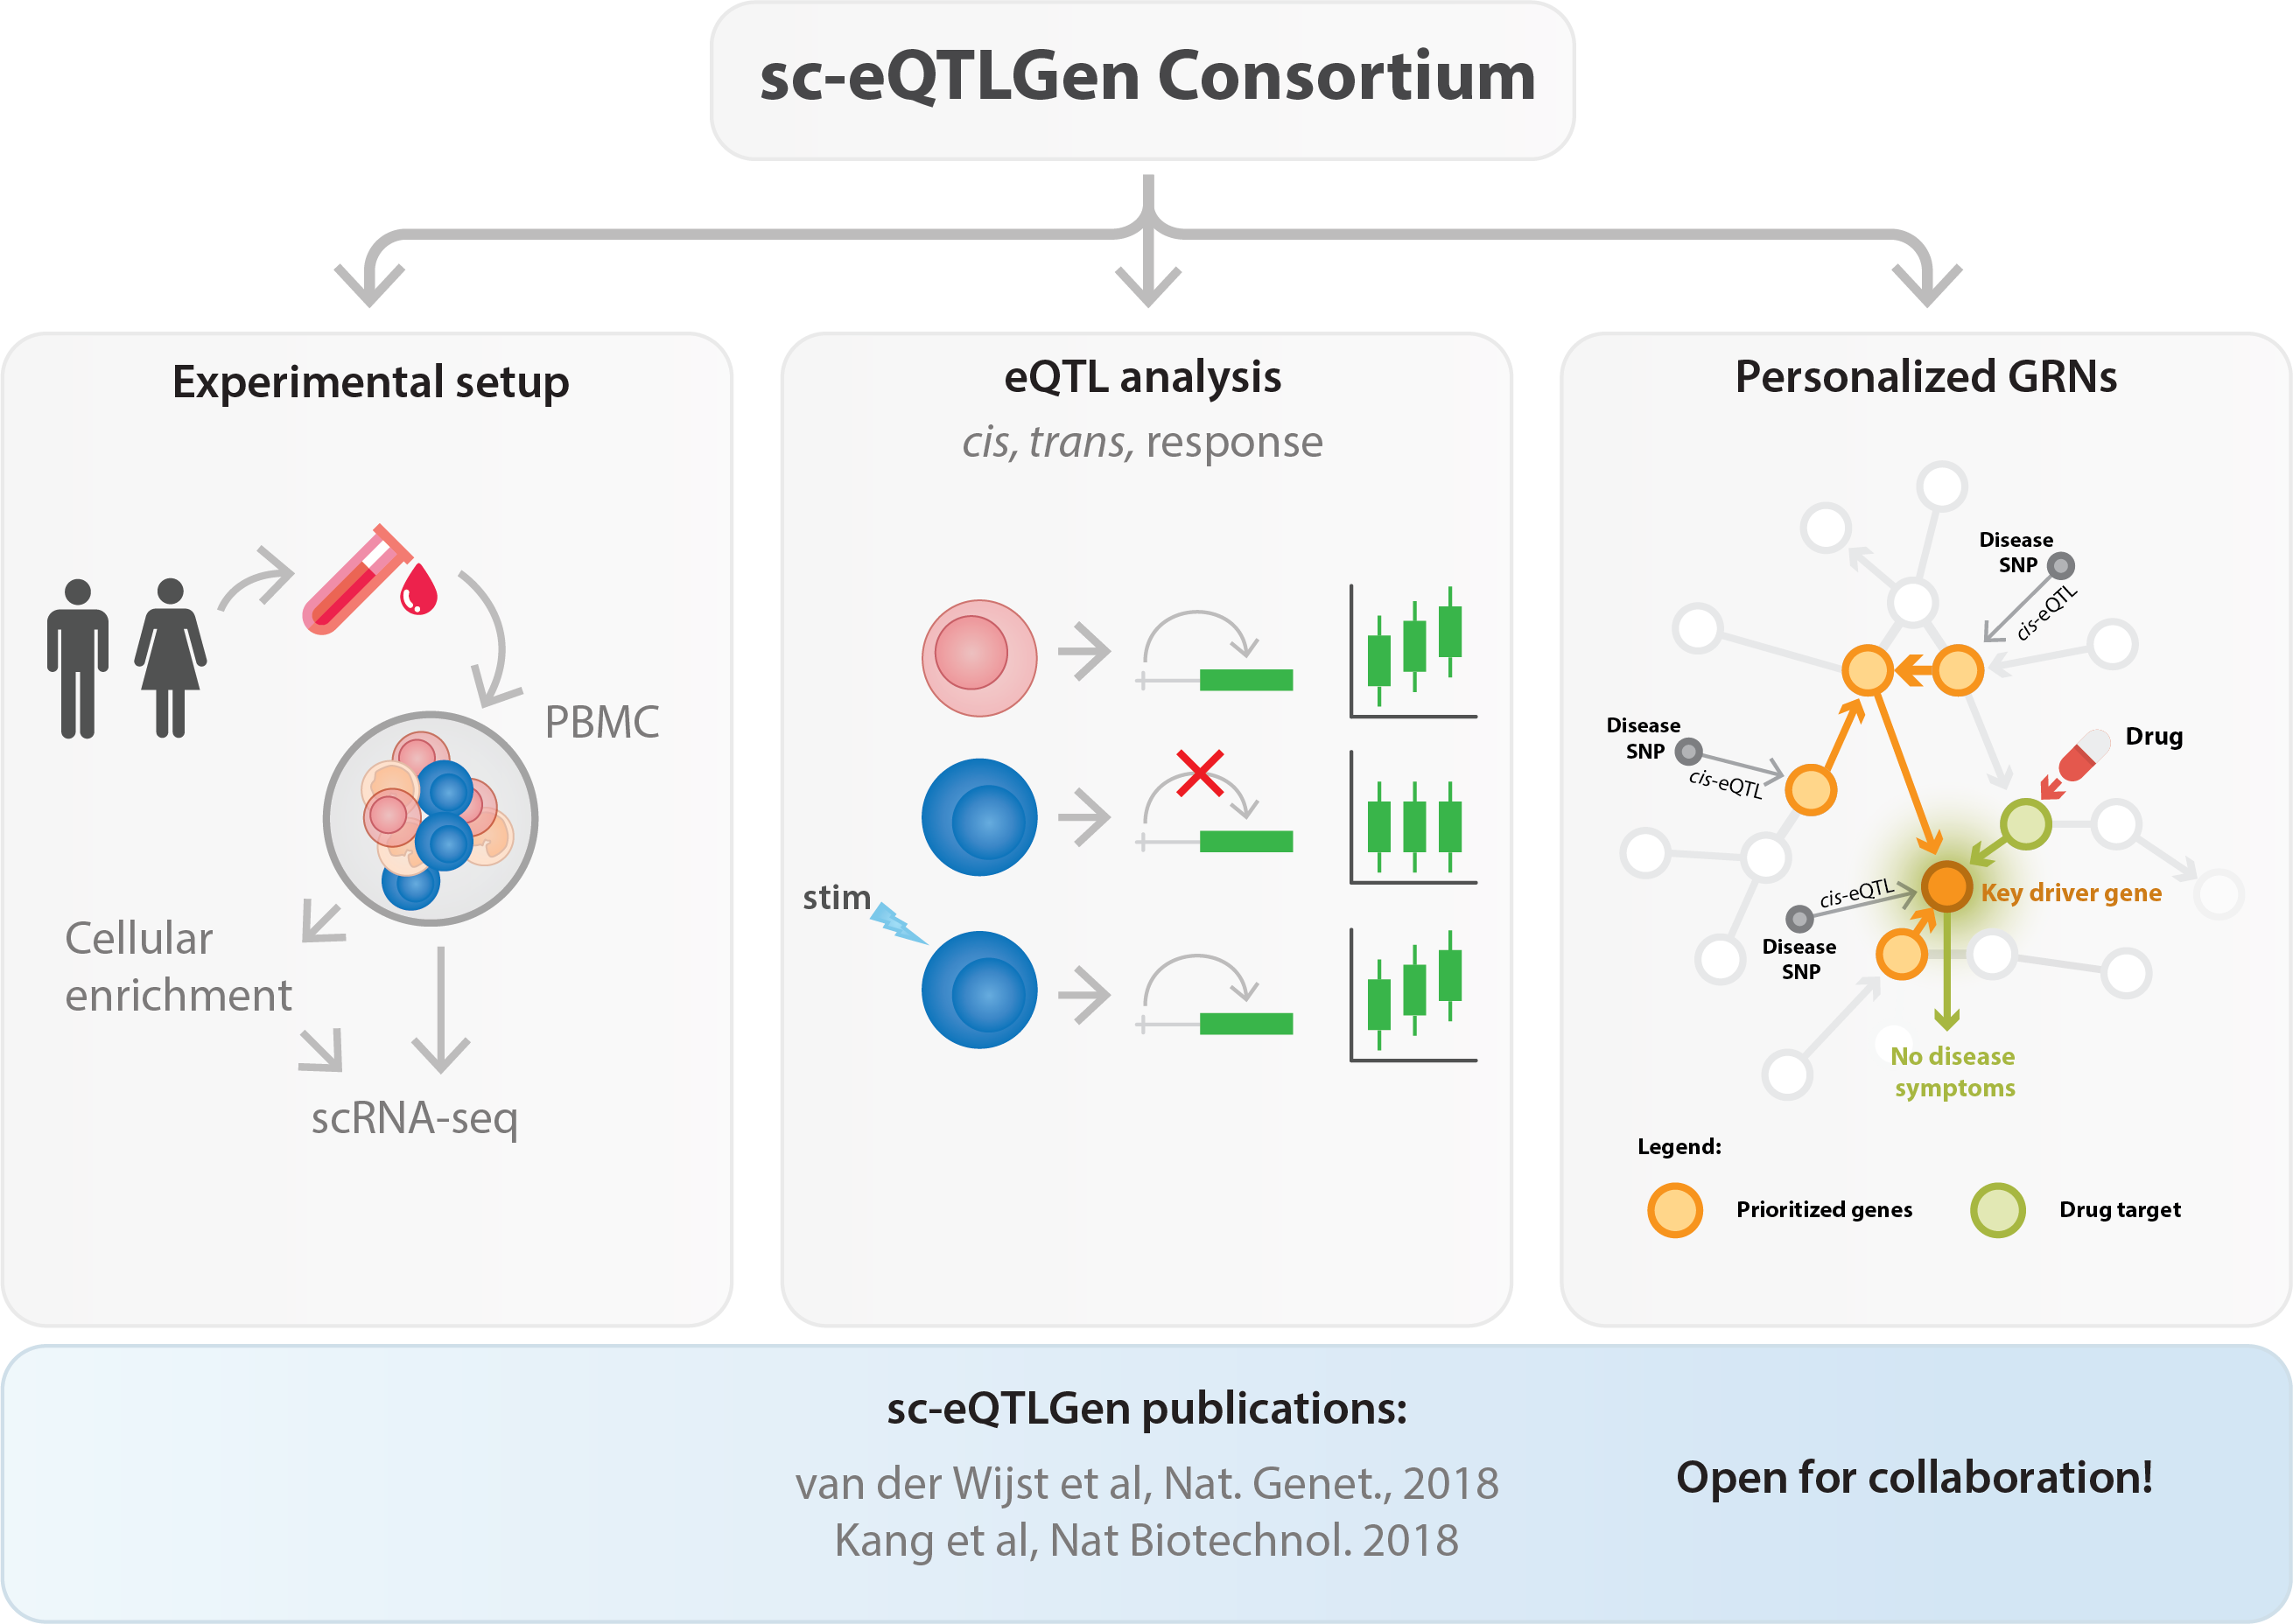 sc-eQTLGen Consortium
Experimental setup
PBMC
Cellular
enrichment
scRNA-seq
eQTL analysis
cis, trans, response
stim
Personalized GRNs
Disease
SNP
cis-eQTL
Disease
SNP
cis-eQTL
Drug
cis-eQTL
Key driver gene
Disease
SNP
No disease
symptoms
Legend:
Prioritized genes
Drug target
sc-eQTLGen publications:
van der Wijst et al, Nat. Genet., 2018
Kang et al, Nat Biotechnol. 2018
Open for collaboration!